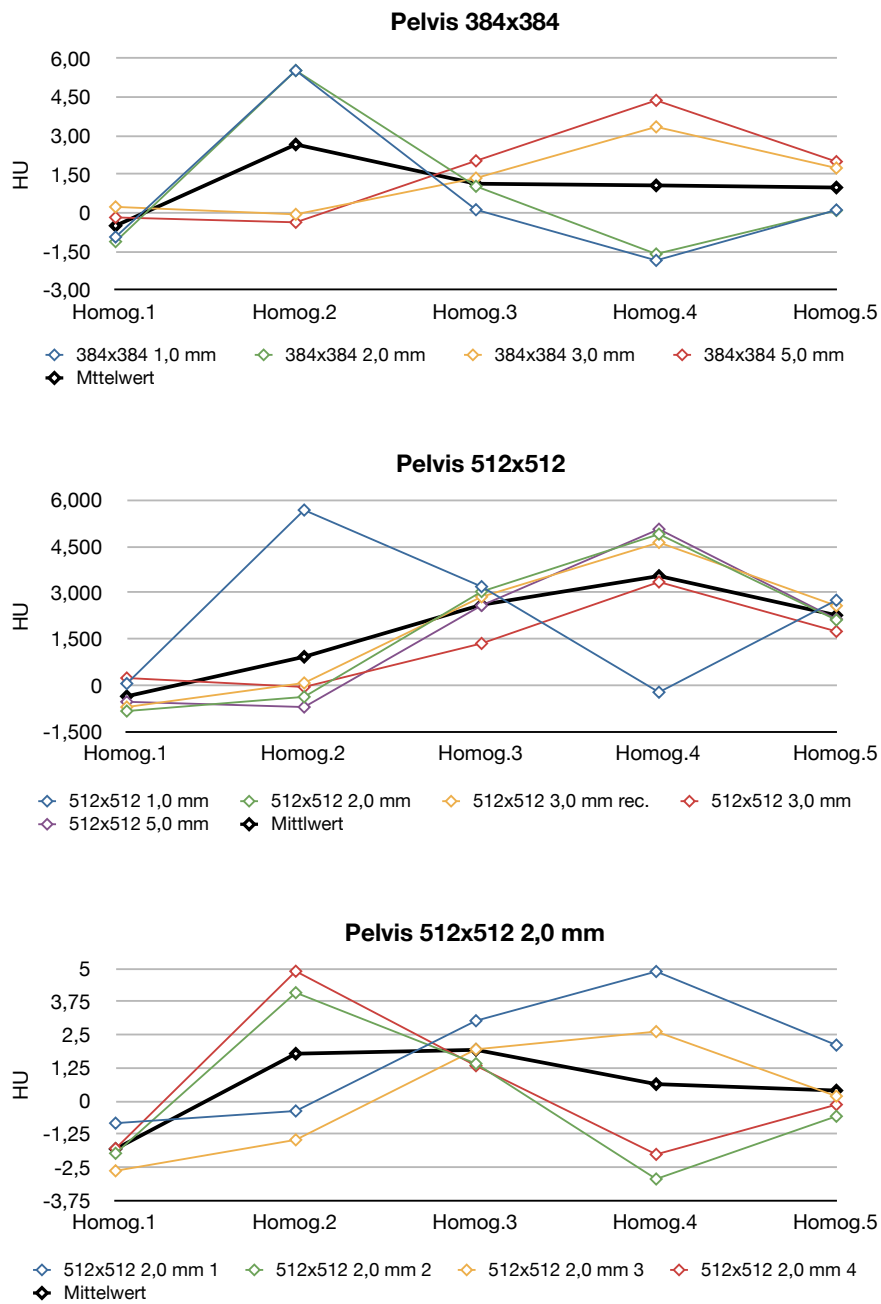 Pelvis 384x384
6,00
4,50
3,00
1,50
0
-1,50
-3,00
HU
Homog.1 Homog.2 Homog.3 Homog.4 Homog.5
384x384 1,0 mm 384x384 2,0 mm 384x384 3,0 mm 384x384 5,0 mm
Mttelwert
Pelvis 512x512
6,000
4,500
3,000
1,500
0
-1,500
HU
Homog.1 Homog.2 Homog.3 Homog.4 Homog.5
512x512 1,0 mm 512x512 2,0 mm 512x512 3,0 mm rec. 512x512 3,0 mm
512x512 5,0 mm Mittlwert
Pelvis 512x512 2,0 mm
5
3,75
2,5
1,25
0
-1,25
-2,5
-3,75
HU
Homog.1 Homog.2 Homog.3 Homog.4 Homog.5
512x512 2,0 mm 1 512x512 2,0 mm 2 512x512 2,0 mm 3 512x512 2,0 mm 4
Mittelwert